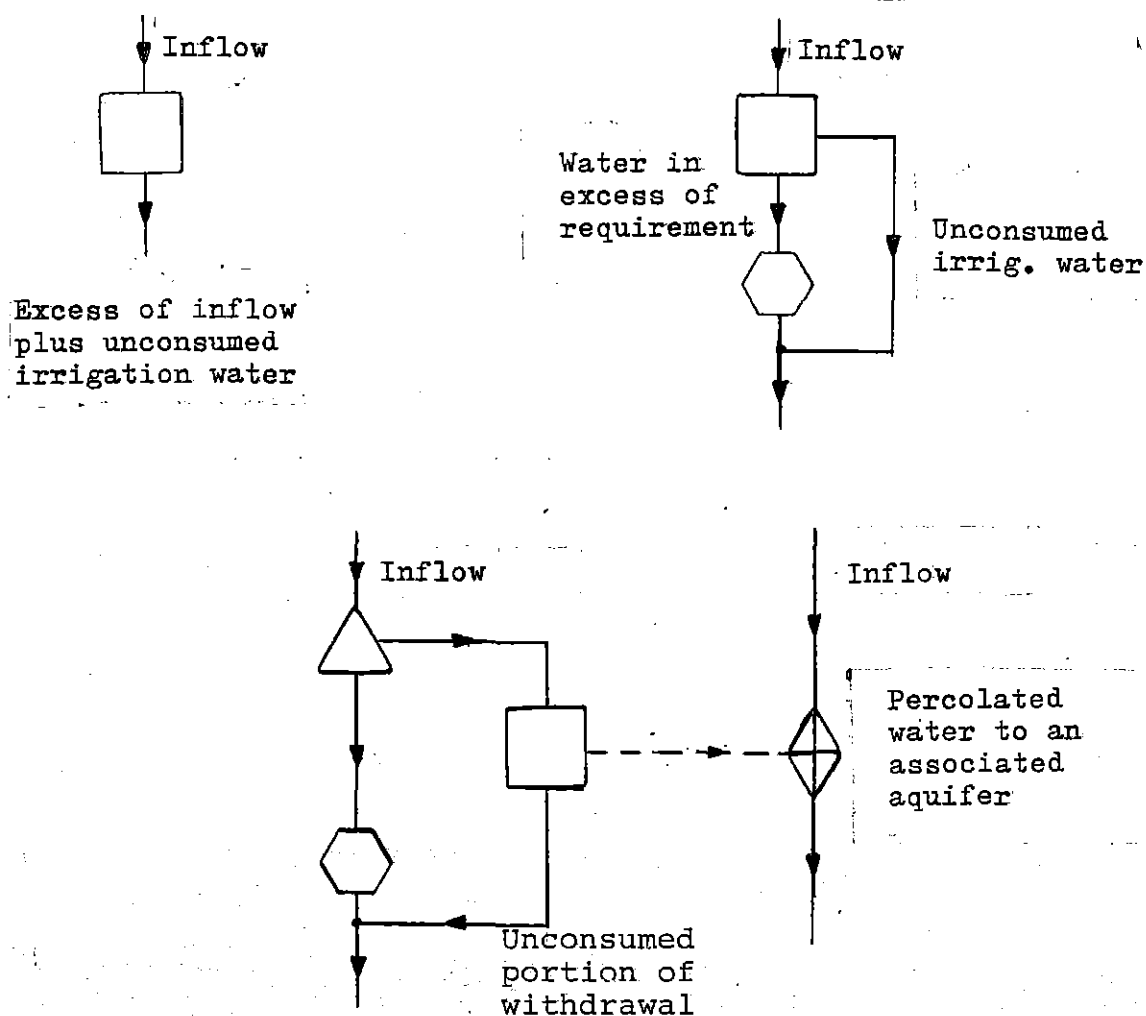 Inflow
Excess of inflow
plus unconsumed
irrigation water
Inflow
Water in
excess of
requirement
Unconsumed
irrig. water
Inflow
Unconsumed
portion of
withdrawal
Inflow
Percolated
water to an
associated
aquifer